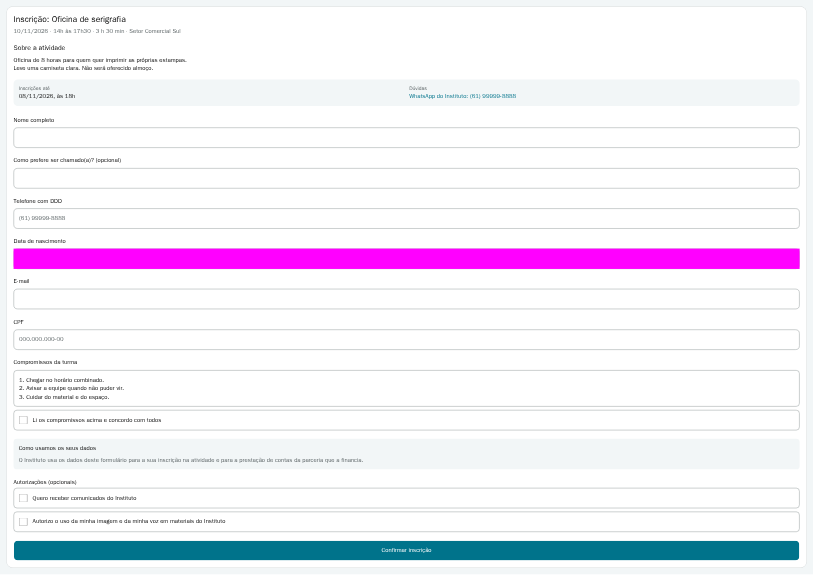 Inscrição: Oficina de serigrafia
10/11/2026 · 14h às 17h30 · 3 h 30 min · Setor Comercial Sul
Sobre a atividade
Oficina de 8 horas para quem quer imprimir as próprias estampas.
Leve uma camiseta clara. Não será oferecido almoço.
Inscrições até
08/11/2026, às 18h
Dúvidas
WhatsApp do Instituto: (61) 99999-8888
Nome completo
Como prefere ser chamado(a)? (opcional)
Telefone com DDD
(61) 99999-8888
Data de nascimento
E-mail
CPF
000.000.000-00
Compromissos da turma
1. Chegar no horário combinado.
2. Avisar a equipe quando não puder vir.
3. Cuidar do material e do espaço.
Li os compromissos acima e concordo com todos
Como usamos os seus dados
O Instituto usa os dados deste formulário para a sua inscrição na atividade e para a prestação de contas da parceria que a financia.
Autorizações (opcionais)
Quero receber comunicados do Instituto
Autorizo o uso da minha imagem e da minha voz em materiais do Instituto
Confirmar inscrição